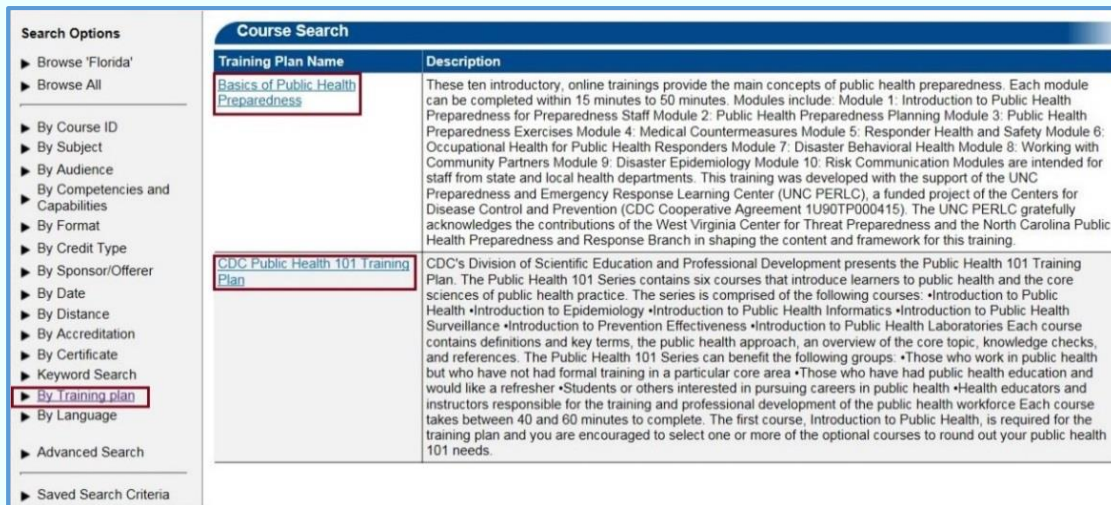 Search Options
Browse 'Florida'
Browse All
By Course ID
By Subject
By Audience
By Competencies and
Capabilities
By Format
By Credit Type
By Sponsor/Offerer
By Date
By Distance
By Accreditation
By Certificate
Keyword Search
By Training plan
By Language
Advanced Search
Saved Search Criteria
Course Search
Training Plan Name
Description
Basics of Public Health
Preparedness
These ten introductory, online trainings provide the main concepts of public health preparedness. Each module
can be completed within 15 minutes to 50 minutes. Modules include: Module 1: Introduction to Public Health
Preparedness for Preparedness Staff Module 2: Public Health Preparedness Planning Module 3: Public Health
Preparedness Exercises Module 4: Medical Countermeasures Module 5: Responder Health and Safety Module 6:
Occupational Health for Public Health Responders Module 7: Disaster Behavioral Health Module 8: Working with
Community Partners Module 9: Disaster Epidemiology Module 10: Risk Communication Modules are intended for
staff from state and local health departments. This training was developed with the support of the UNC
Preparedness and Emergency Response Learning Center (UNC PERLC), a funded project of the Centers for
Disease Control and Prevention (CDC Cooperative Agreement 1U90TP000415). The UNC PERLC gratefully
acknowledges the contributions of the West Virginia Center for Threat Preparedness and the North Carolina Public
Health Preparedness and Response Branch in shaping the content and framework for this training.
CDC Public Health 101 Training
Plan
CDC's Division of Scientific Education and Professional Development presents the Public Health 101 Training
Plan. The Public Health 101 Series contains six courses that introduce learners to public health and the core
sciences of public health practice. The series is comprised of the following courses: •Introduction to Public
Health •Introduction to Epidemiology •Introduction to Public Health Informatics •Introduction to Public Health
Surveillance •Introduction to Prevention Effectiveness •Introduction to Public Health Laboratories Each course
contains definitions and key terms, the public health approach, an overview of the core topic, knowledge checks,
and references. The Public Health 101 Series can benefit the following groups: •Those who work in public health
but who have not had formal training in a particular core area •Those who have had public health education and
would like a refresher •Students or others interested in pursuing careers in public health •Health educators and
instructors responsible for the training and professional development of the public health workforce Each course
takes between 40 and 60 minutes to complete. The first course, Introduction to Public Health, is required for the
training plan and you are encouraged to select one or more of the optional courses to round out your public health
101 needs.